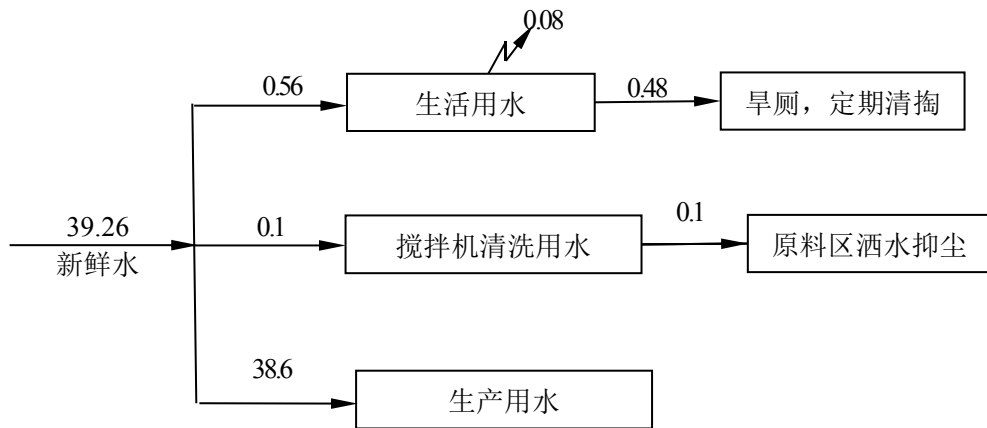 0.08
0.56
生活用水
0.48
旱厕，定期清掏
39.26
新鲜水
0.1
搅拌机清洗用水
0.1
原料区洒水抑尘
38.6
生产用水